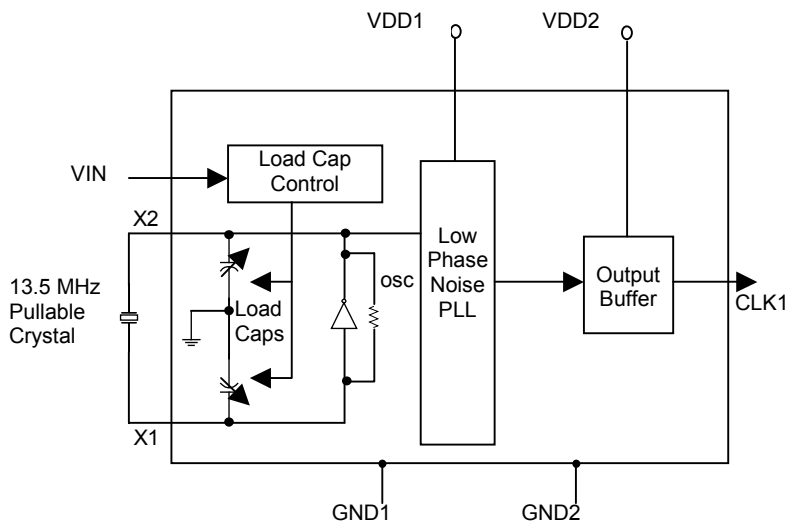 VDD1
VDD2
VIN
Load Cap
Control
X2
13.5 MHz
Pullable
Crystal
Load
Caps
osc
Low
Phase
Noise
PLL
Output
Buffer
CLK1
X1
GND1
GND2